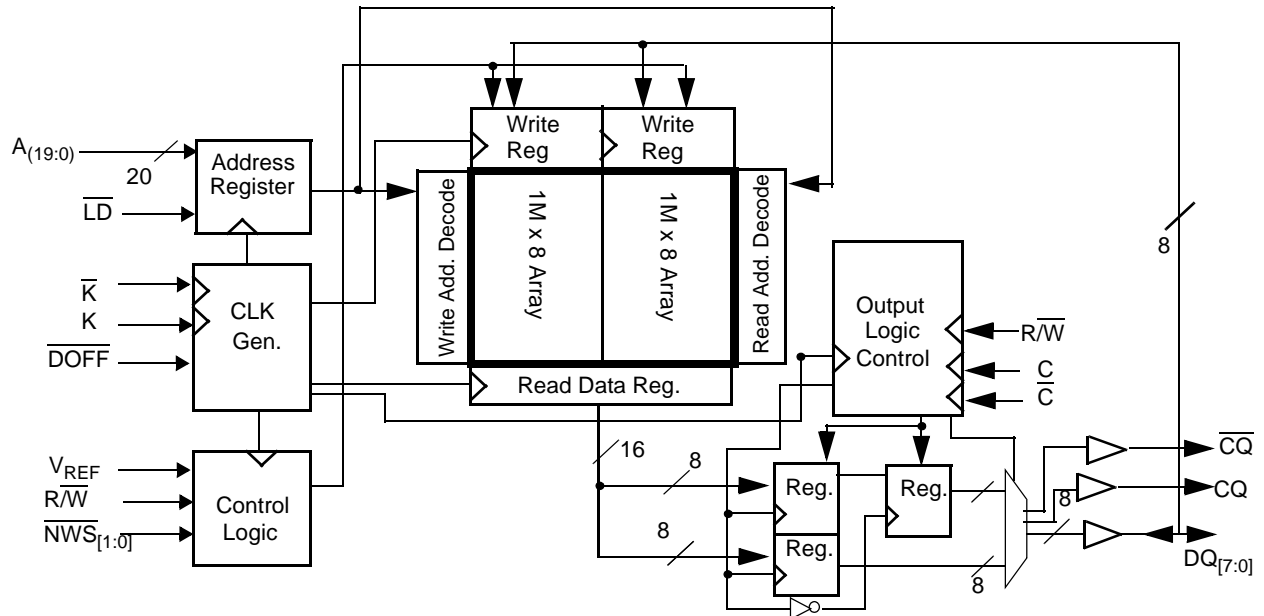 A(19:0)
20
LD
Address
Register
K
K
DOFF
CLK
Gen.
VREF
R/W
NWS[1:0]
Control
Logic
Write
Reg
Write
Reg
Write Add. Decode
1M x 8 Array
1M x 8 Array
Read Add. Decode
Read Data Reg.
16
8
8
Output
Logic
Control
R/W
C
C
8
Reg.
Reg.
Reg.
8
8
CQ
CQ
DQ[7:0]